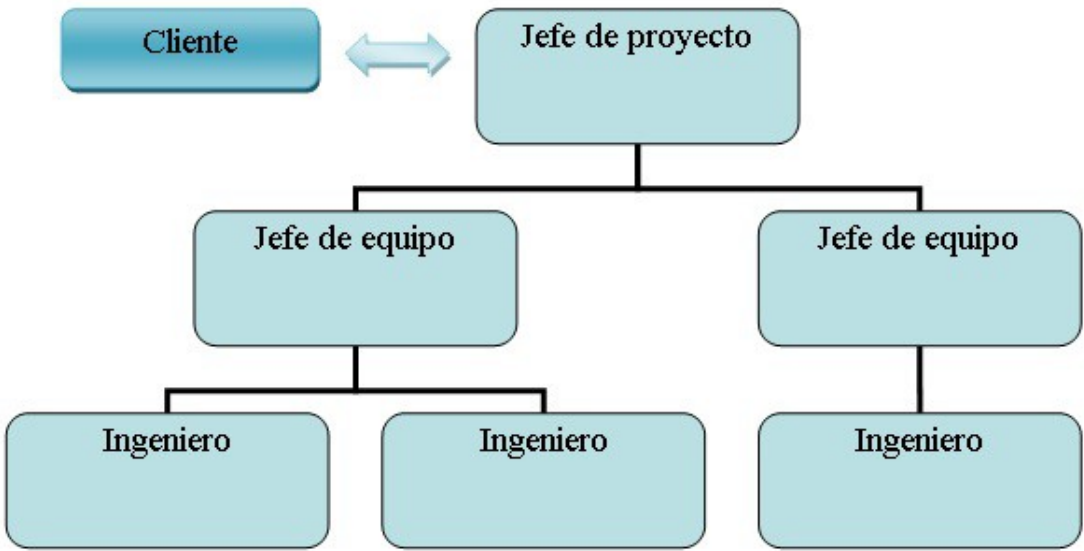 Cliente
Jefe de proyecto
Jefe de equipo
Jefe de equipo
Ingeniero
Ingeniero
Ingeniero